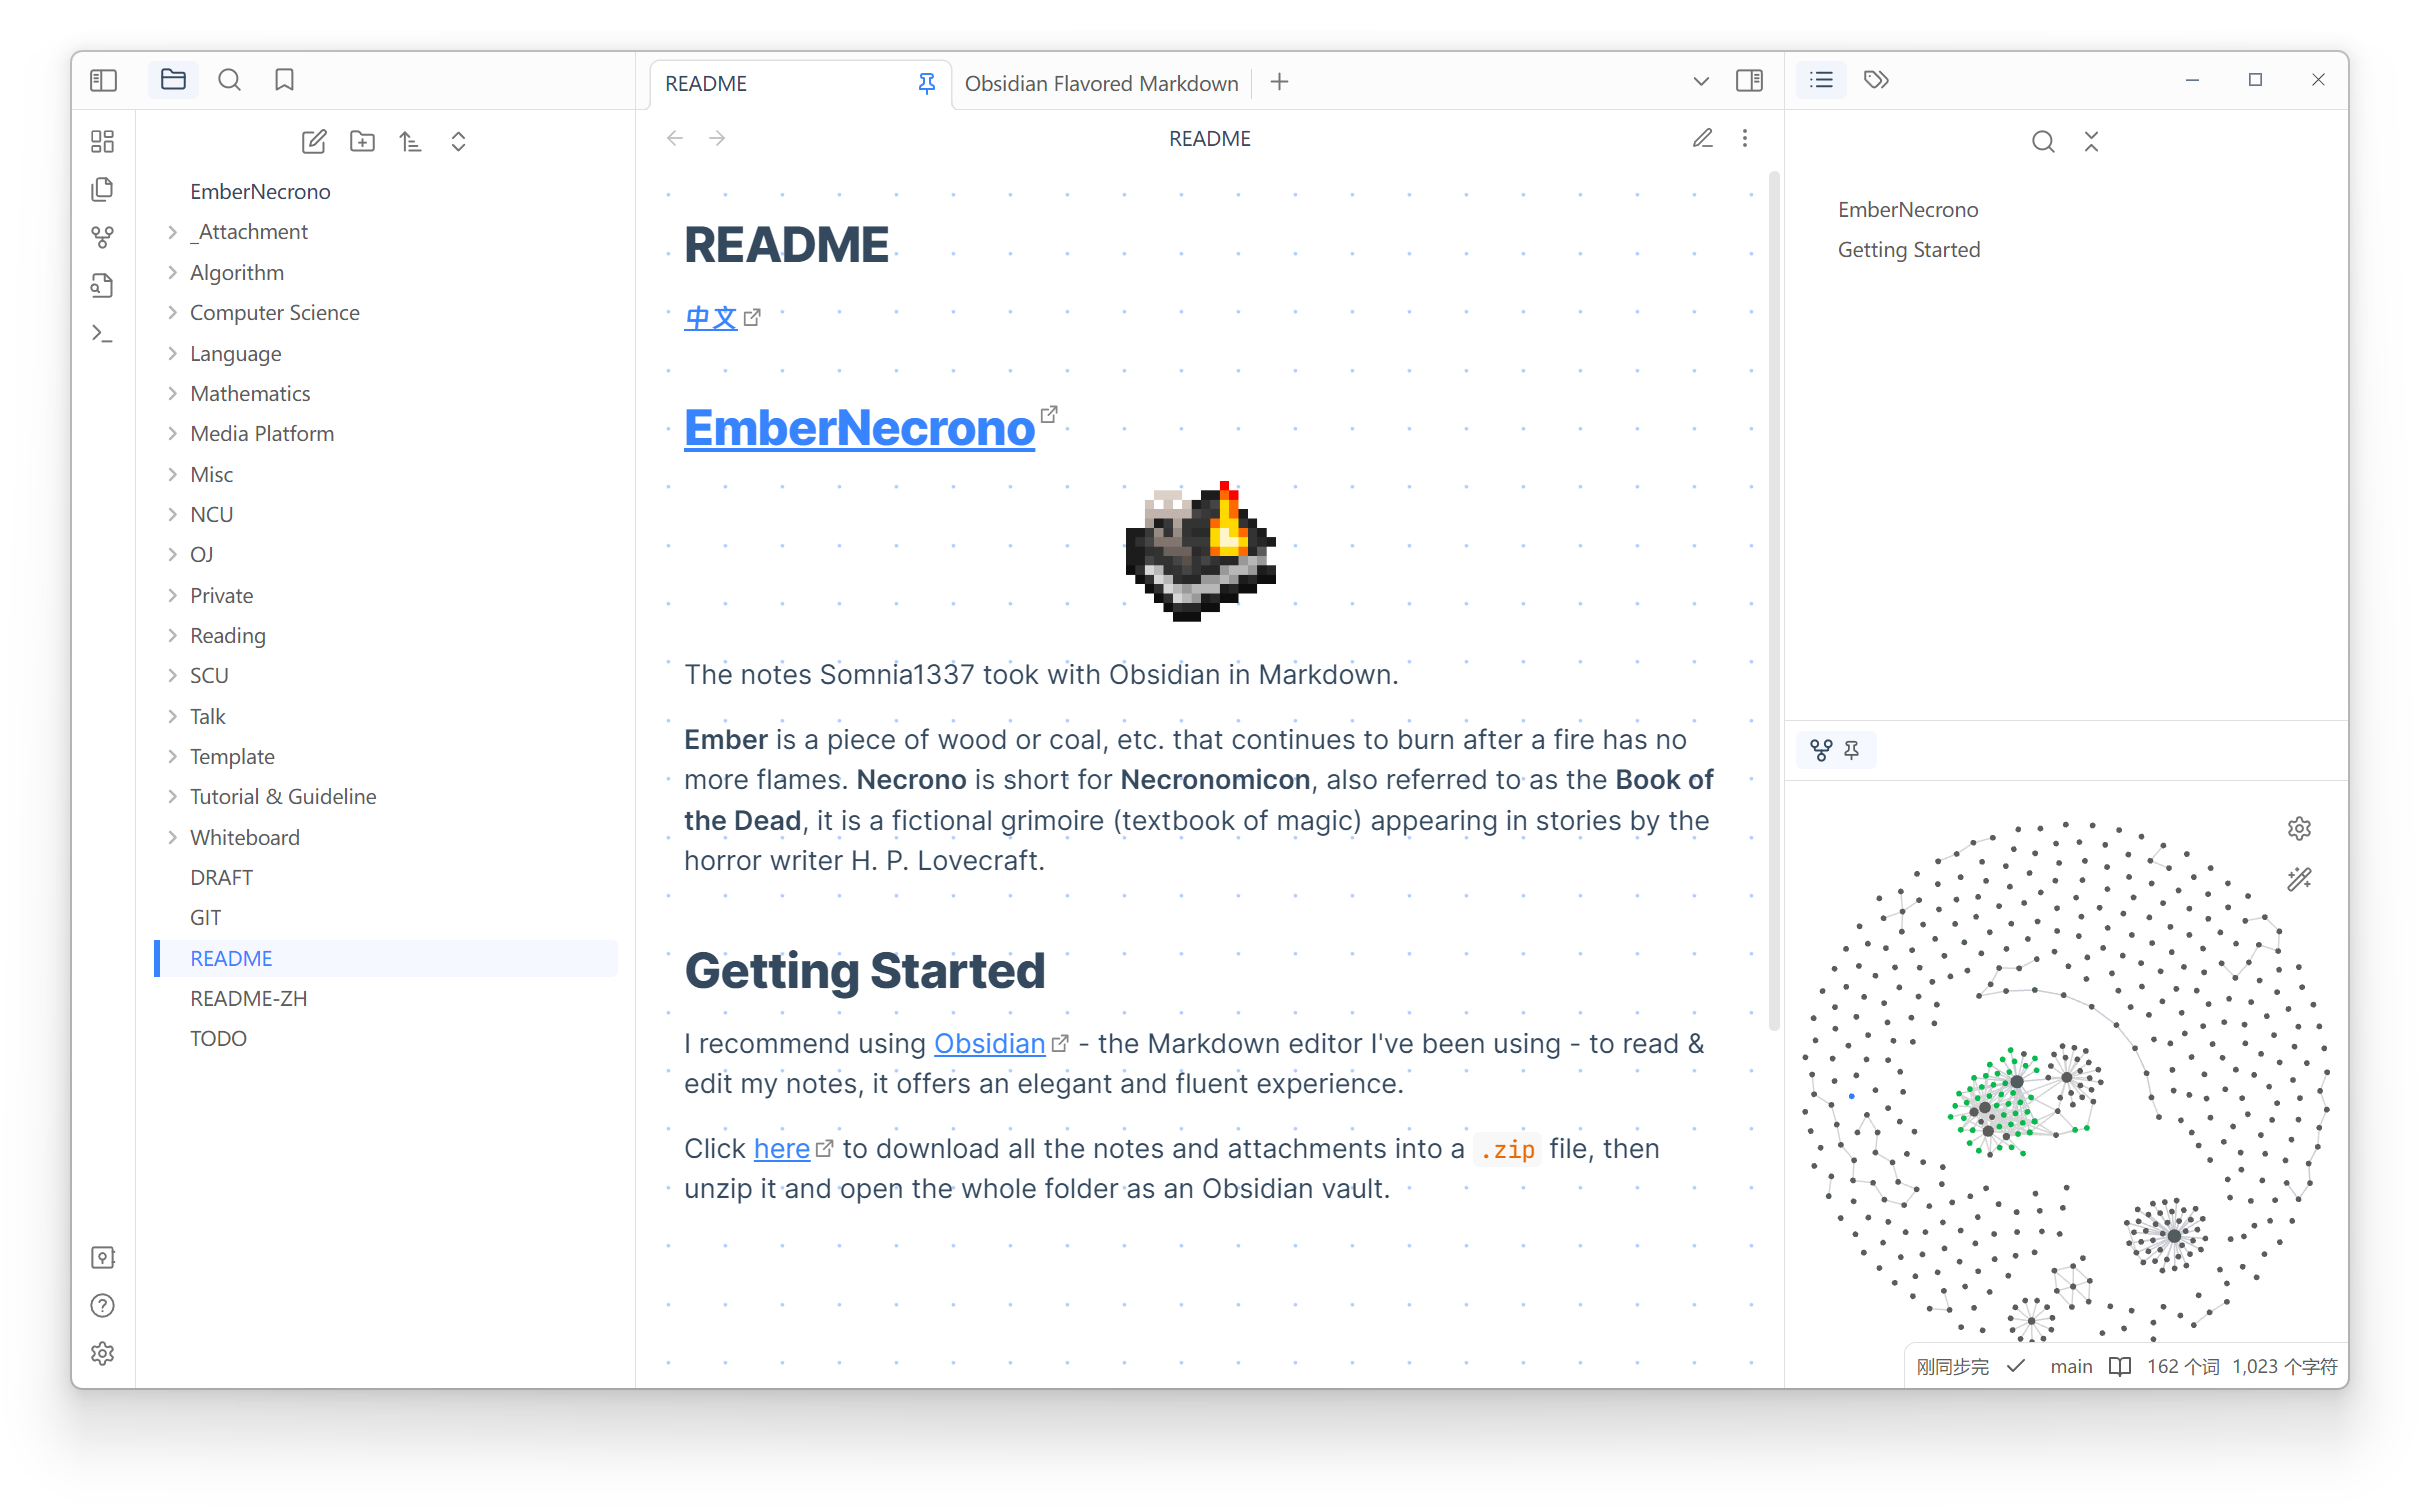 README
Obsidian Flavored Markdown
README
EmberNecrono
_Attachment
Algorithm
Computer Science
Language
Mathematics
Media Platform
Misc
NCU
OJ
Private
Reading
SCU
Talk
Template
Tutorial & Guideline
Whiteboard
DRAFT
GIT
README
README-ZH
TODO
README
中文
EmberNecrono
The notes Somnia1337 took with Obsidian in Markdown.
Ember is a piece of wood or coal, etc. that continues to burn after a fire has no
more flames. Necrono is short for Necronomicon, also referred to as the Book of
the Dead, it is a fictional grimoire (textbook of magic) appearing in stories by the
horror writer H. P. Lovecraft.
Getting Started
I recommend using Obsidian - the Markdown editor I've been using - to read &
edit my notes, it offers an elegant and fluent experience.
Click here to download all the notes and attachments into a .zip file, then
unzip it and open the whole folder as an Obsidian vault.
EmberNecrono
Getting Started
刚同步完 main 162 个词 1,023 个字符